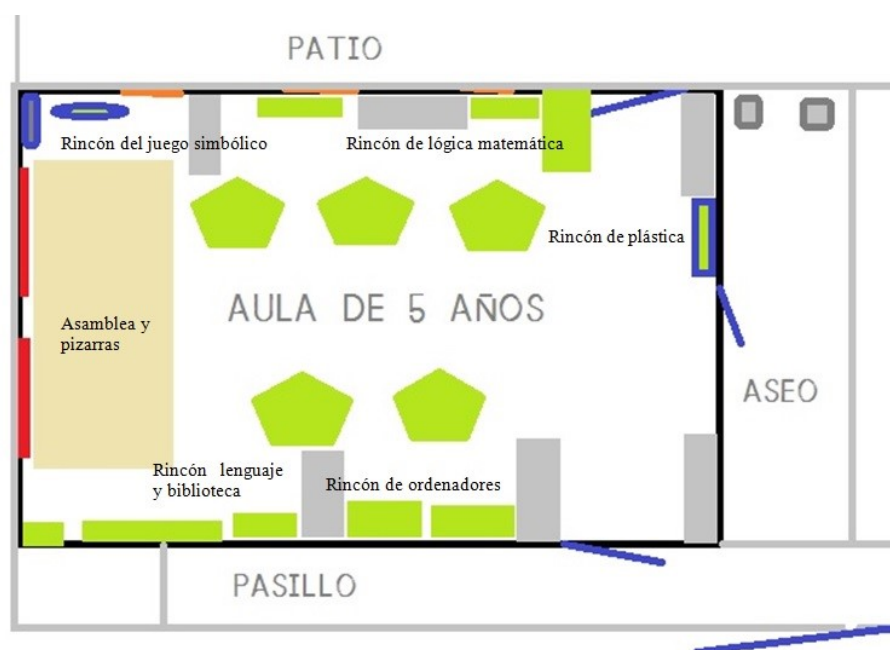 PATIO
Rincón del juego simbólico
Rincón de lógica matemática
Rincón de plástica
AULA DE 5 AÑOS
Asamblea y
pizarras
ASEO
Rincón lenguaje
y biblioteca
Rincón de ordenadores
PASILLO